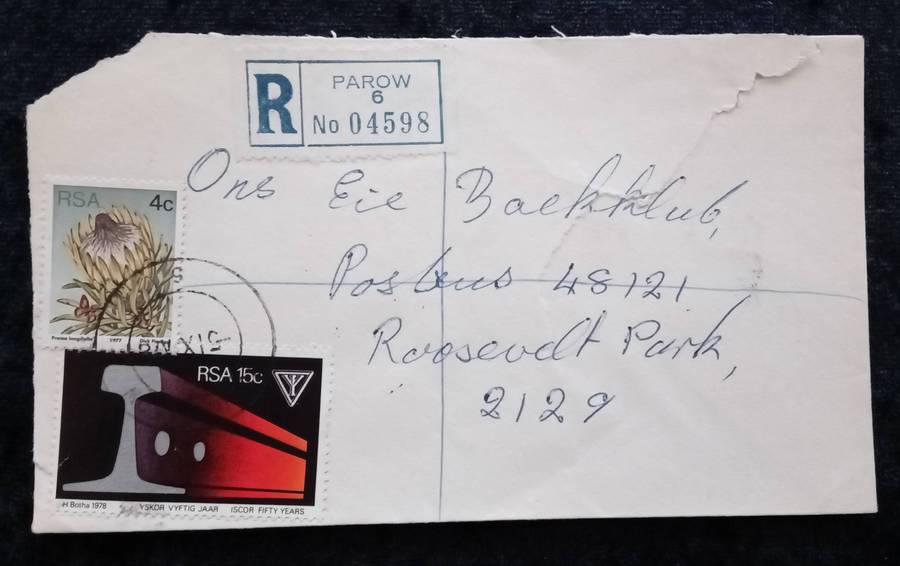 R
PAROW
6
No 04598
Ons Eie Boekklub,
Posbus 48121
Roosevelt Park,
2129
RSA 4c
1977
RSA 15c
H Botha 1978 YSKOR VYFTIG JAAR ISCOR FIFTY YEARS